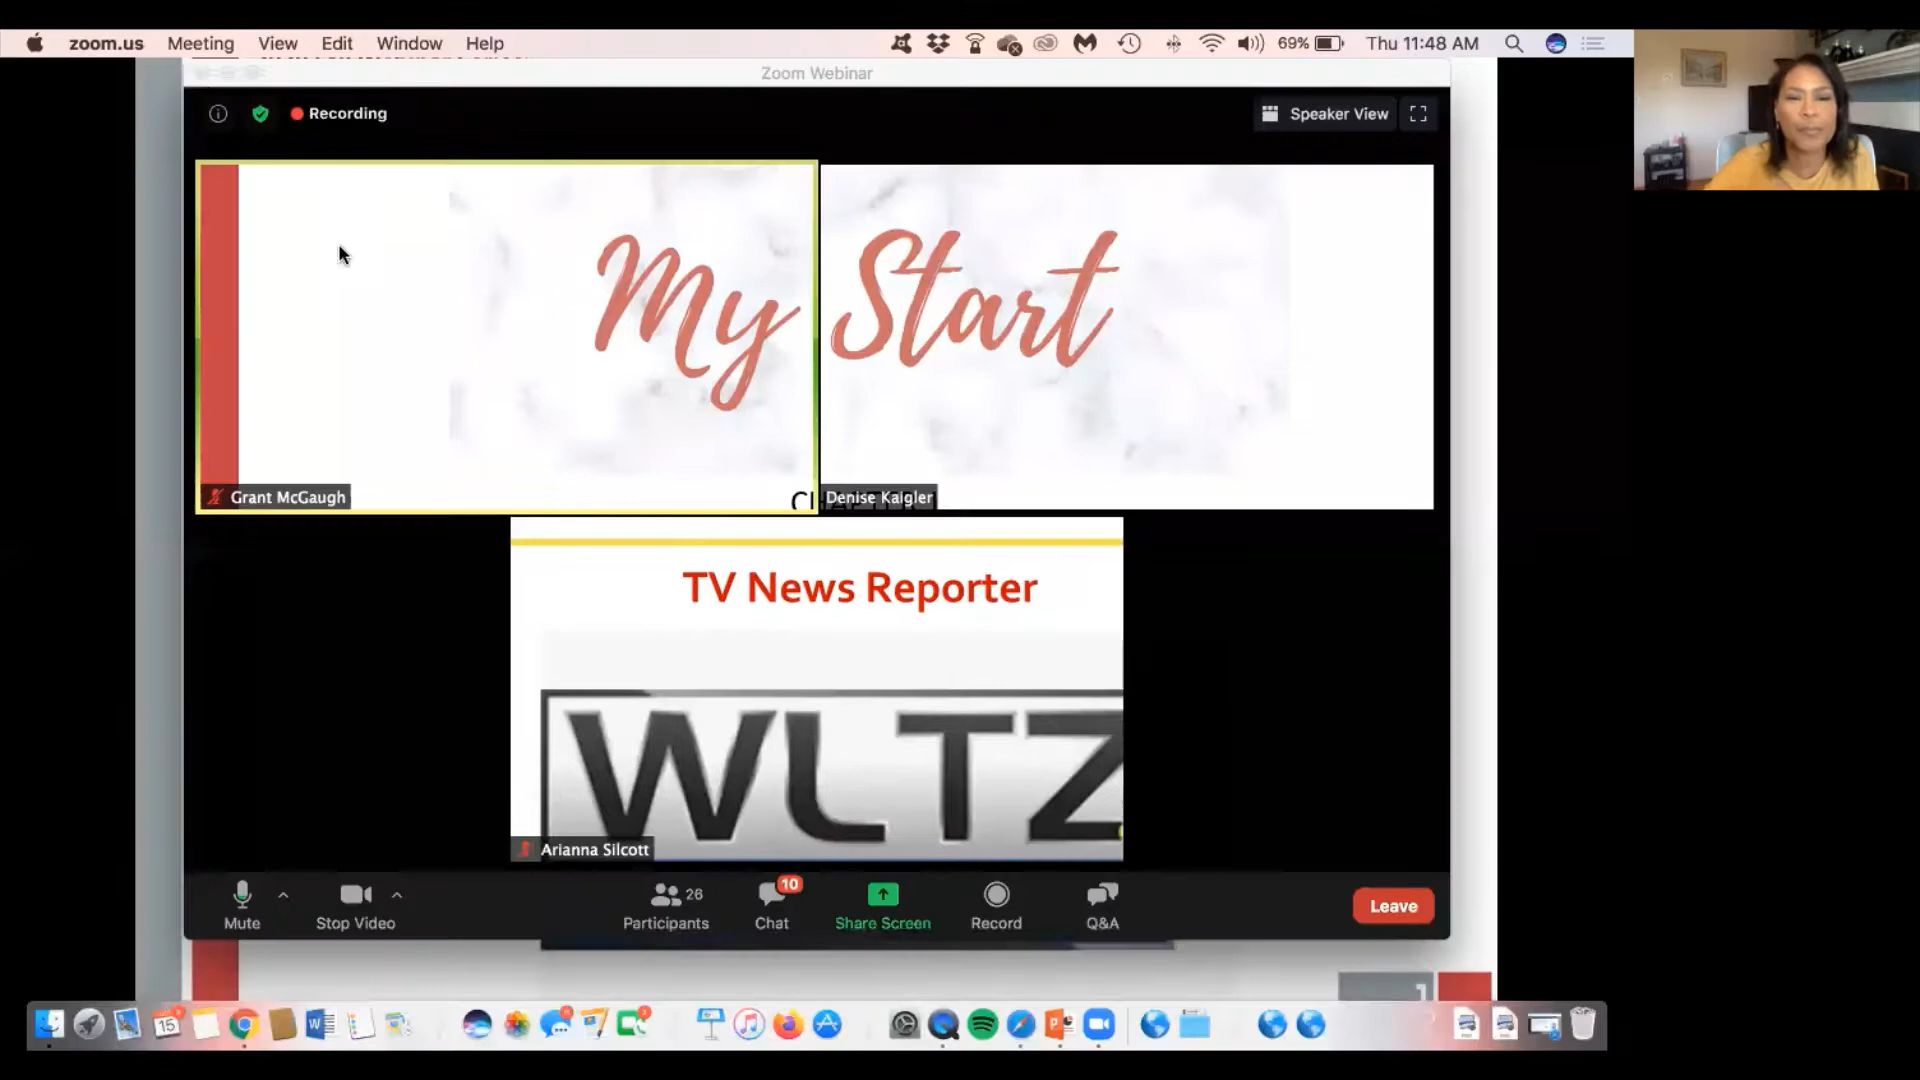 zoom.us Meeting View Edit Window Help 69% Thu 11:48 AM
Zoom Webinar
Recording Speaker View
My Start
Grant McGaugh Denise Kaigler
TV News Reporter
WLTZ
Arianna Silcott
26 10
Mute Stop Video Participants Chat Share Screen Record Q&A Leave
15